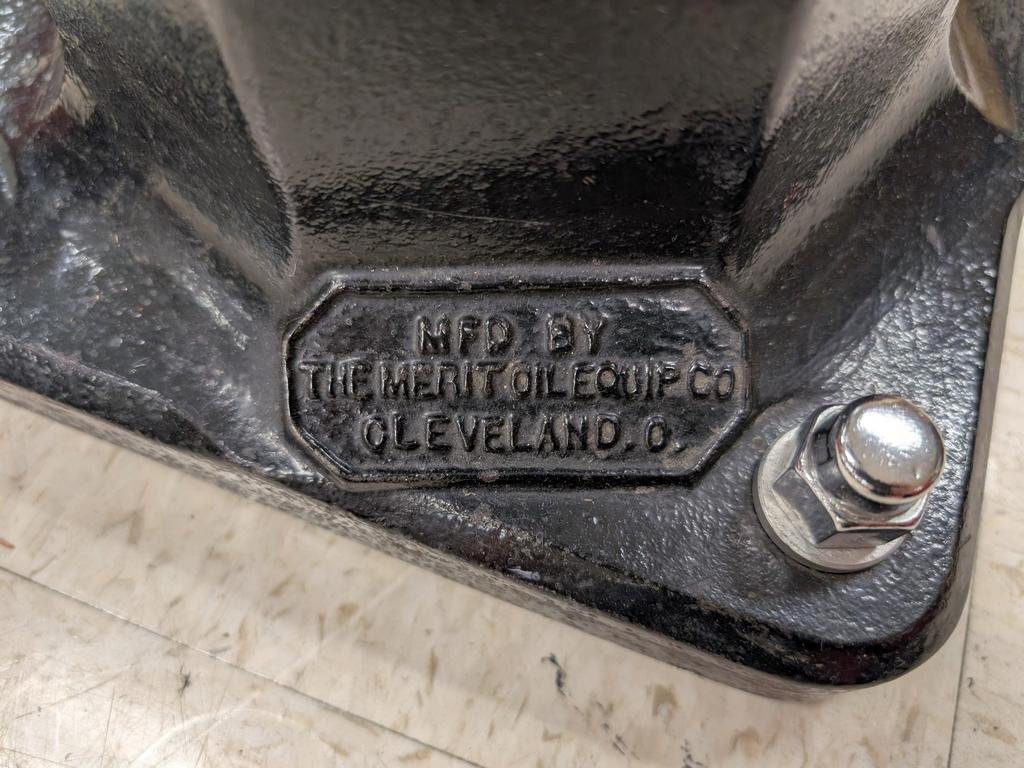 MFD BY
THE MERIT OIL EQUIP CO
CLEVELAND, O.